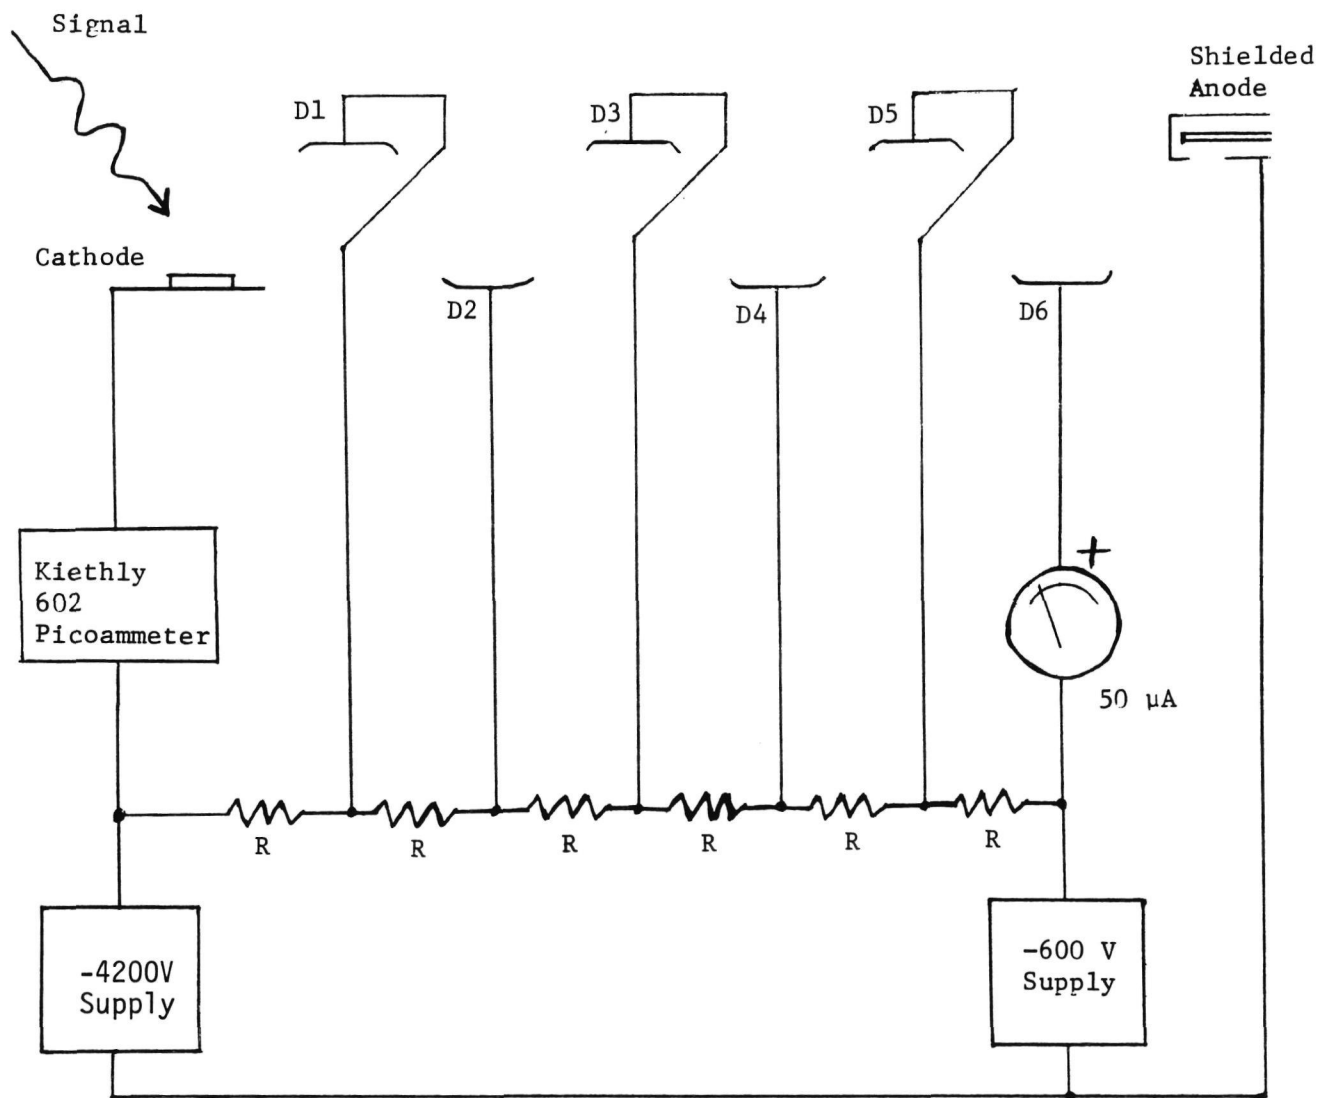 Signal
Shielded
Anode
D1
D3
D5
Cathode
D2
D4
D6
Kiethly
602
Picoammeter
+
50 µA
R
R
R
R
R
R
-4200V
Supply
-600 V
Supply